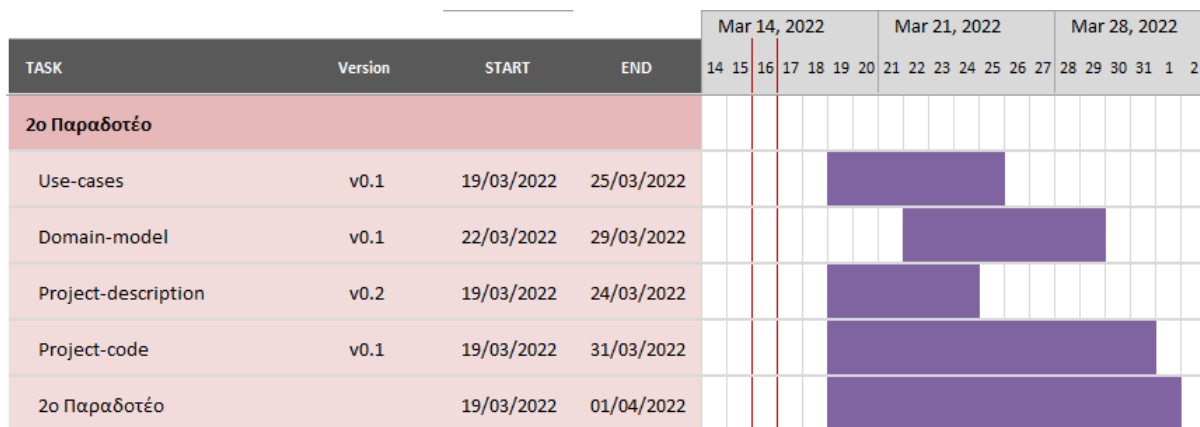 Mar 14, 2022 Mar 21, 2022 Mar 28, 2022
TASK Version START END 14 15 16 17 18 19 20 21 22 23 24 25 26 27 28 29 30 31 1 2
2ο Παραδοτέο
Use-cases v0.1 19/03/2022 25/03/2022
Domain-model v0.1 22/03/2022 29/03/2022
Project-description v0.2 19/03/2022 24/03/2022
Project-code v0.1 19/03/2022 31/03/2022
2ο Παραδοτέο 19/03/2022 01/04/2022